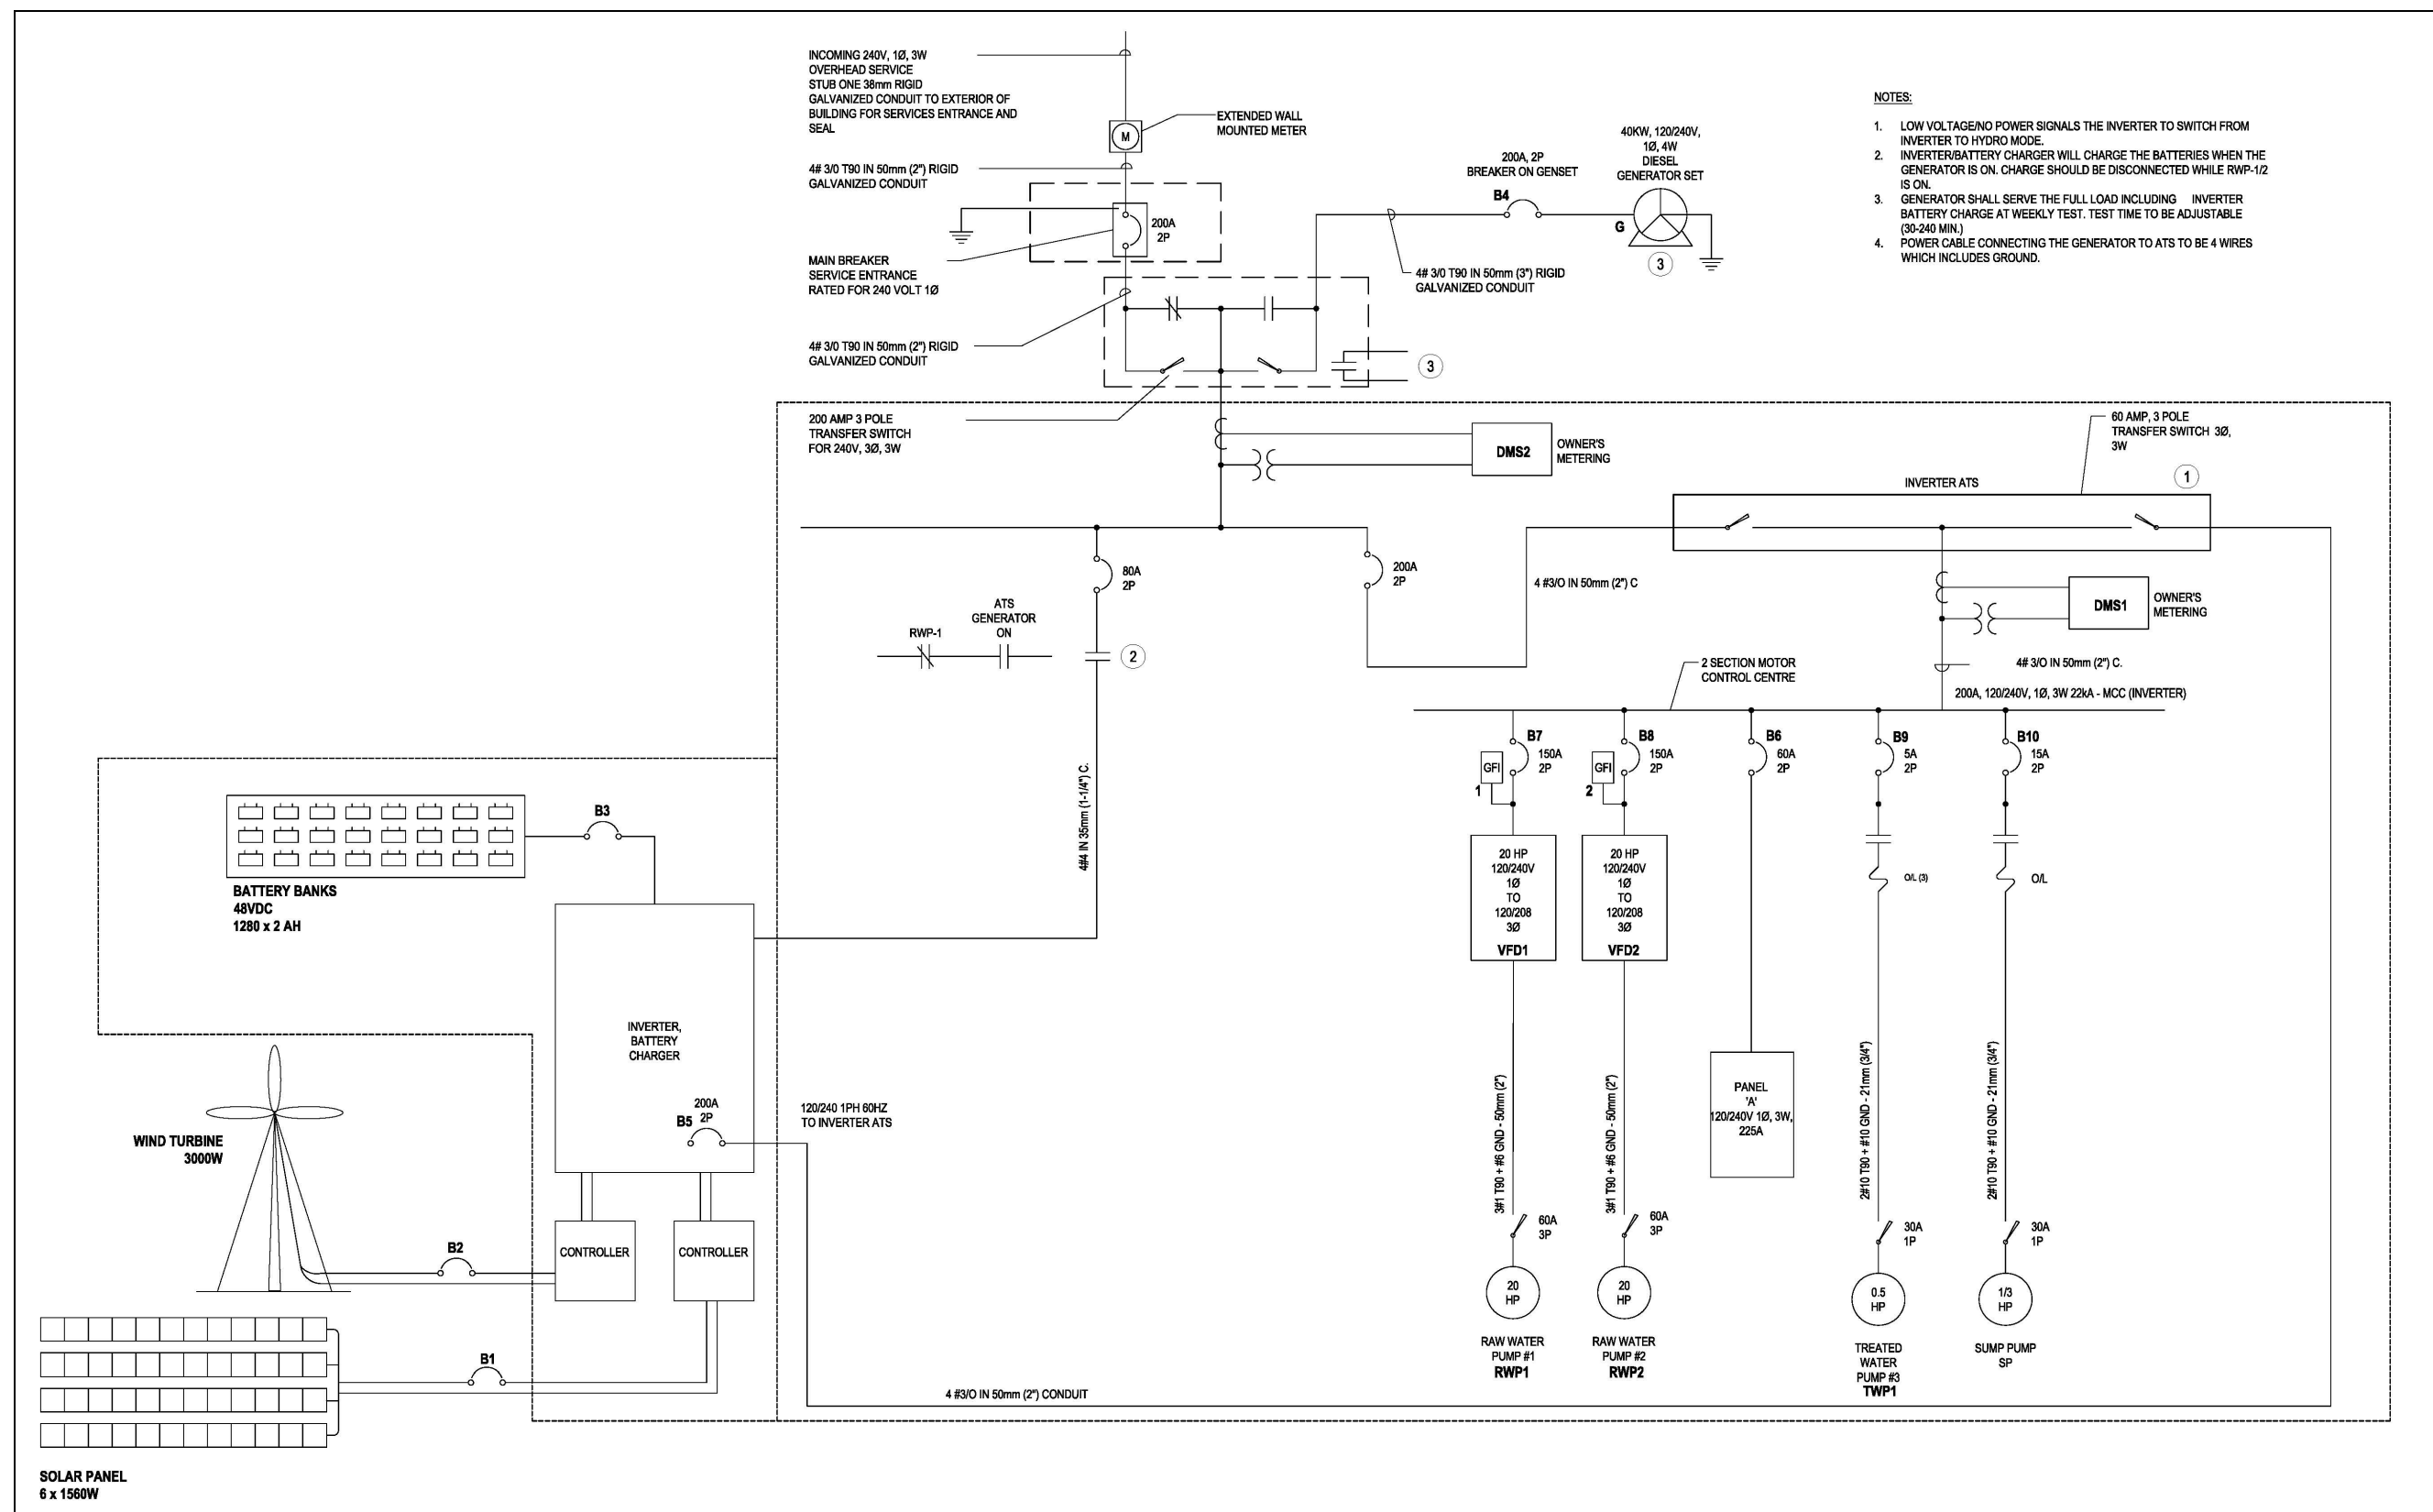 INCOMING 240V, 1Ø, 3W
OVERHEAD SERVICE
STUB ONE 38mm RIGID
GALVANIZED CONDUIT TO EXTERIOR OF
BUILDING FOR SERVICES ENTRANCE AND
SEAL
M
EXTENDED WALL
MOUNTED METER
4# 3/0 T90 IN 50mm (2") RIGID
GALVANIZED CONDUIT
200A
2P
MAIN BREAKER
SERVICE ENTRANCE
RATED FOR 240 VOLT 1Ø
4# 3/0 T90 IN 50mm (2") RIGID
GALVANIZED CONDUIT
200 AMP 3 POLE
TRANSFER SWITCH
FOR 240V, 3Ø, 3W
200A, 2P
BREAKER ON GENSET
B4
40KW, 120/240V,
1Ø, 4W
DIESEL
GENERATOR SET
G
3
4# 3/0 T90 IN 50mm (3") RIGID
GALVANIZED CONDUIT
3
NOTES:
1. LOW VOLTAGE/NO POWER SIGNALS THE INVERTER TO SWITCH FROM
INVERTER TO HYDRO MODE.
2. INVERTER/BATTERY CHARGER WILL CHARGE THE BATTERIES WHEN THE
GENERATOR IS ON. CHARGE SHOULD BE DISCONNECTED WHILE RWP-1/2
IS ON.
3. GENERATOR SHALL SERVE THE FULL LOAD INCLUDING INVERTER
BATTERY CHARGE AT WEEKLY TEST. TEST TIME TO BE ADJUSTABLE
(30-240 MIN.)
4. POWER CABLE CONNECTING THE GENERATOR TO ATS TO BE 4 WIRES
WHICH INCLUDES GROUND.
DMS2
OWNER'S
METERING
60 AMP, 3 POLE
TRANSFER SWITCH 3Ø,
3W
INVERTER ATS
1
80A
2P
200A
2P
4 #3/O IN 50mm (2") C
DMS1
OWNER'S
METERING
RWP-1
ATS
GENERATOR
ON
2
2 SECTION MOTOR
CONTROL CENTRE
4# 3/O IN 50mm (2") C.
200A, 120/240V, 1Ø, 3W 22kA - MCC (INVERTER)
4#4 IN 35mm (1-1/4") C.
B7
150A
2P
GFI
1
B8
150A
2P
GFI
2
B6
60A
2P
B9
5A
2P
B10
15A
2P
20 HP
120/240V
1Ø
TO
120/208
3Ø
VFD1
20 HP
120/240V
1Ø
TO
120/208
3Ø
VFD2
O/L (3)
O/L
B3
BATTERY BANKS
48VDC
1280 x 2 AH
INVERTER,
BATTERY
CHARGER
200A
B5 2P
120/240 1PH 60HZ
TO INVERTER ATS
WIND TURBINE
3000W
B2
CONTROLLER
CONTROLLER
B1
SOLAR PANEL
6 x 1560W
4 #3/O IN 50mm (2") CONDUIT
3#1 T90 + #6 GND - 50mm (2")
3#1 T90 + #6 GND - 50mm (2")
PANEL
'A'
120/240V 1Ø, 3W,
225A
2#10 T90 + #10 GND - 21mm (3/4")
2#10 T90 + #10 GND - 21mm (3/4")
60A
3P
60A
3P
30A
1P
30A
1P
20
HP
20
HP
0.5
HP
1/3
HP
RAW WATER
PUMP #1
RWP1
RAW WATER
PUMP #2
RWP2
TREATED
WATER
PUMP #3
TWP1
SUMP PUMP
SP